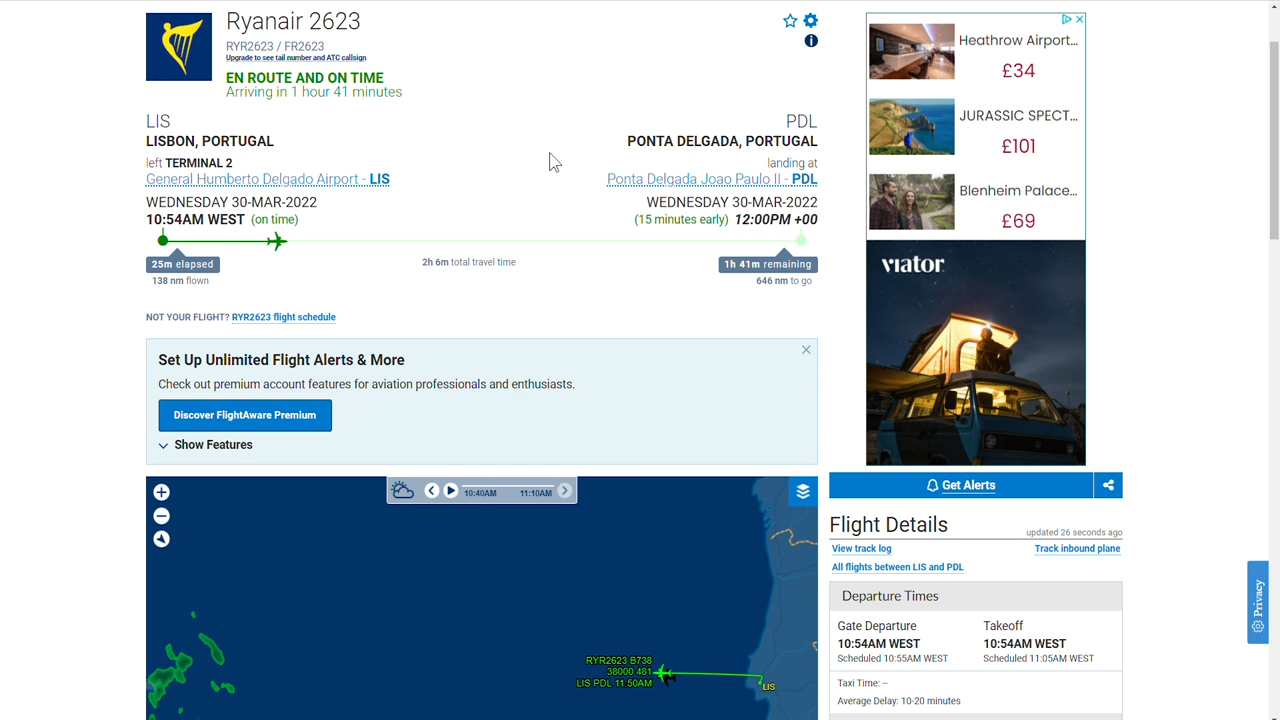 Ryanair 2623
RYR2623 / FR2623
Upgrade to see tail number and ATC callsign
EN ROUTE AND ON TIME
Arriving in 1 hour 41 minutes
LIS
LISBON, PORTUGAL
left TERMINAL 2
General Humberto Delgado Airport - LIS
WEDNESDAY 30-MAR-2022
10:54AM WEST (on time)
PDL
PONTA DELGADA, PORTUGAL
landing at
Ponta Delgada Joao Paulo II - PDL
WEDNESDAY 30-MAR-2022
(15 minutes early) 12:00PM +00
25m elapsed
138 nm flown
2h 6m total travel time
1h 41m remaining
646 nm to go
NOT YOUR FLIGHT? RYR2623 flight schedule
Set Up Unlimited Flight Alerts & More
Check out premium account features for aviation professionals and enthusiasts.
Discover FlightAware Premium
Show Features
10:40AM 11:10AM
RYR2623 B738
38000 481
LIS PDL 11:50AM
LIS
Heathrow Airport...
£34
JURASSIC SPECT...
£101
Blenheim Palace...
£69
viator
Get Alerts
Flight Details
updated 26 seconds ago
View track log
Track inbound plane
All flights between LIS and PDL
Departure Times
Gate Departure
10:54AM WEST
Scheduled 10:55AM WEST
Takeoff
10:54AM WEST
Scheduled 11:05AM WEST
Taxi Time: --
Average Delay: 10-20 minutes
Privacy